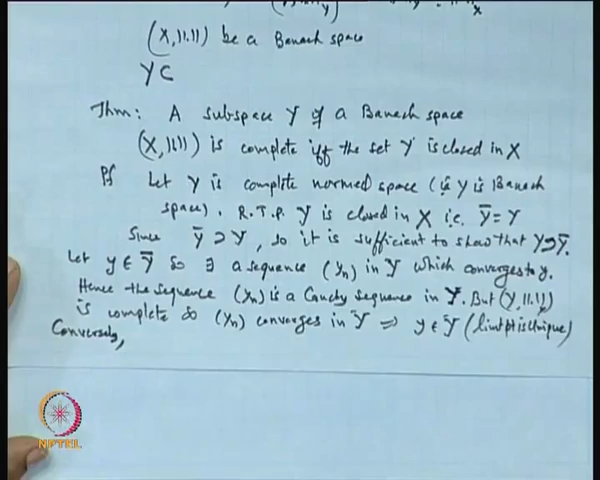 (X, ||.||) be a Banach space
Y ⊂
Thm: A subspace Y of a Banach space
(X, ||.||) is complete iff the set Y is closed in X
Pf Let Y is complete normed space (ie Y is Banach
space). R.T.P. Y is closed in X i.e. Ȳ = Y
Since Ȳ ⊃ Y, so it is sufficient to show that Y ⊃ Ȳ.
Let y ∈ Ȳ so ∃ a sequence (yn) in Y which converges to y.
Hence the sequence (yn) is a Cauchy sequence in Y. But (Y, ||.||)
is complete so (yn) converges in Y ⇒ y ∈ Y (limit pt is unique)
Conversely,
NPTEL